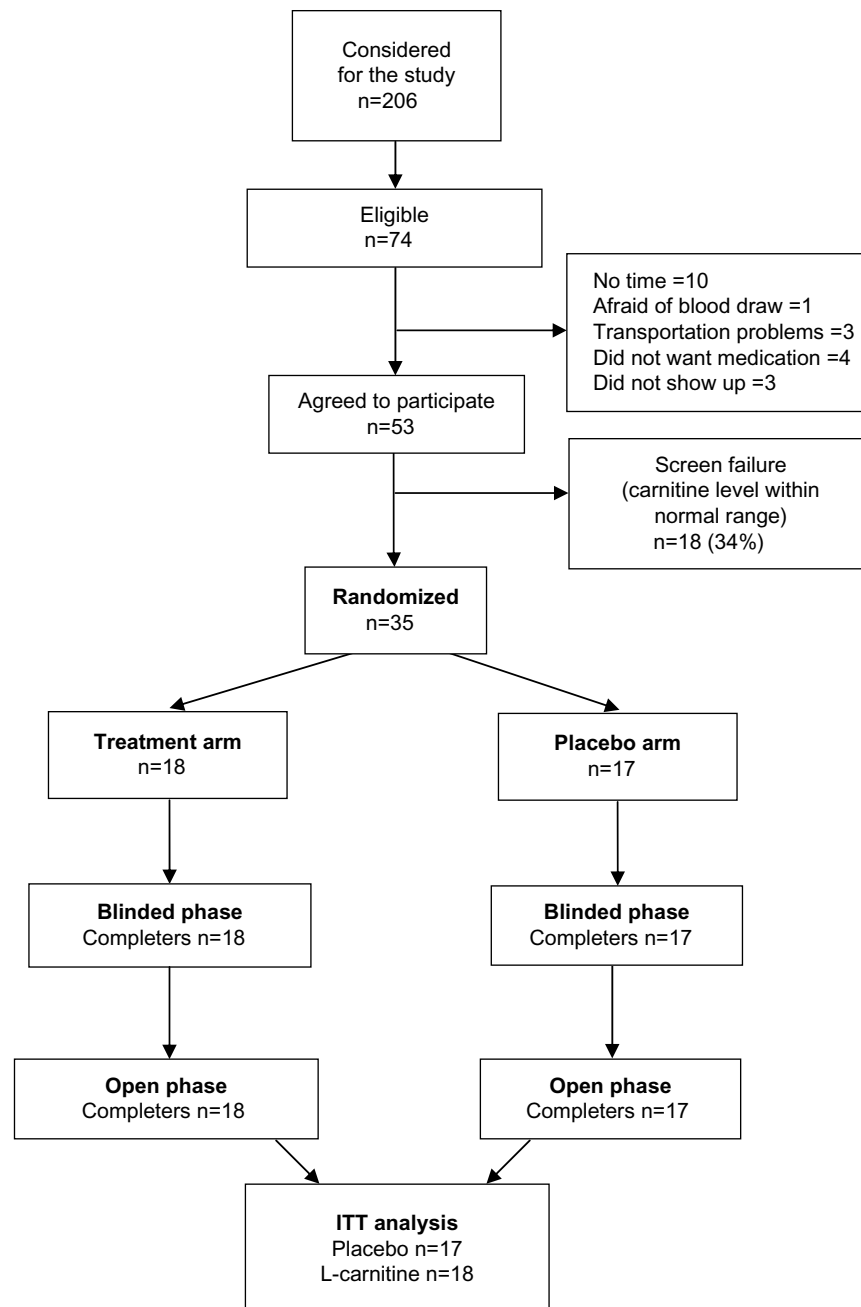 Considered
for the study
n=206
Eligible
n=74
No time =10
Afraid of blood draw =1
Transportation problems =3
Did not want medication =4
Did not show up =3
Agreed to participate
n=53
Screen failure
(carnitine level within
normal range)
n=18 (34%)
Randomized
n=35
Treatment arm
n=18
Placebo arm
n=17
Blinded phase
Completers n=18
Blinded phase
Completers n=17
Open phase
Completers n=18
Open phase
Completers n=17
ITT analysis
Placebo n=17
L-carnitine n=18